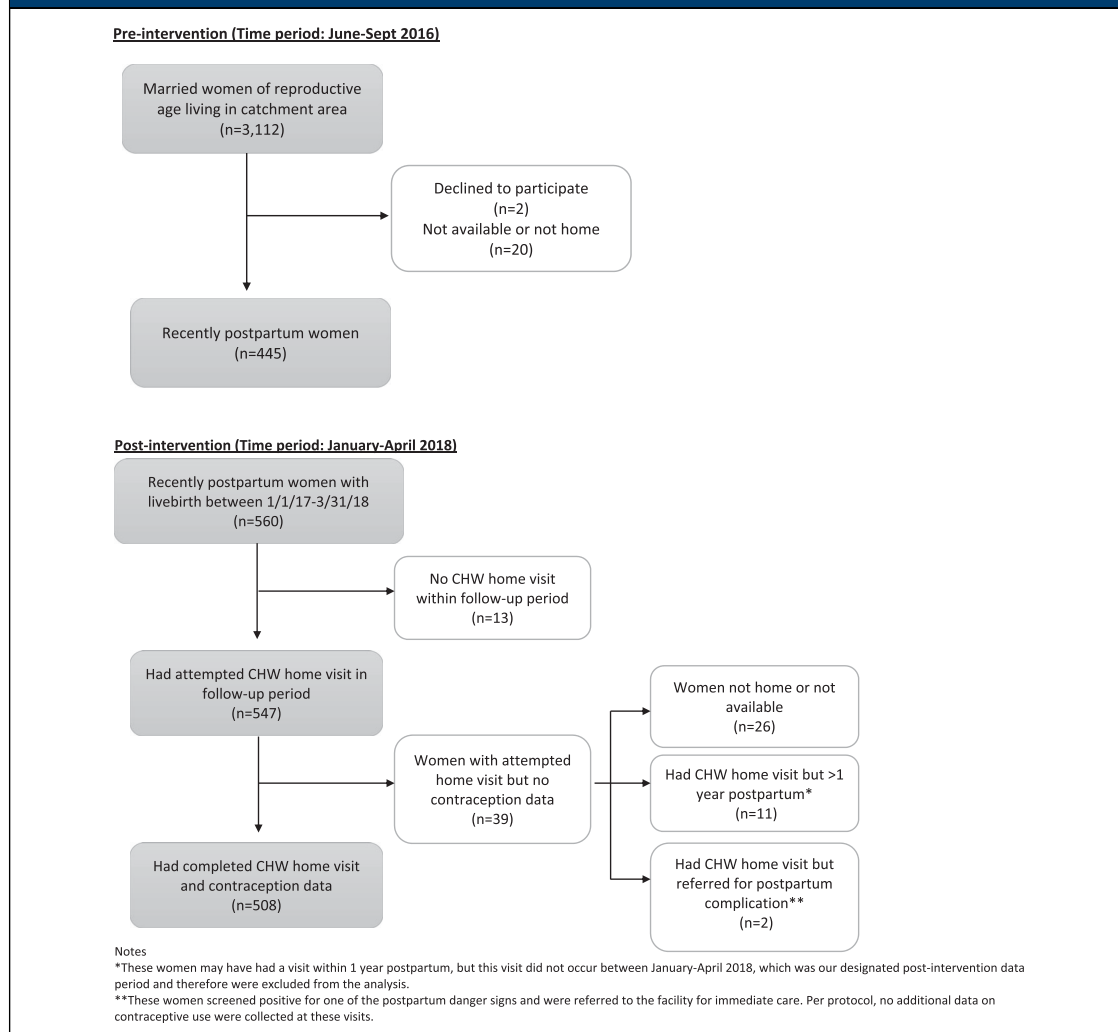 Pre-intervention (Time period: June-Sept 2016)
Married women of reproductive
age living in catchment area
(n=3,112)
Declined to participate
(n=2)
Not available or not home
(n=20)
Recently postpartum women
(n=445)
Post-intervention (Time period: January-April 2018)
Recently postpartum women with
livebirth between 1/1/17-3/31/18
(n=560)
No CHW home visit
within follow-up period
(n=13)
Had attempted CHW home visit in
follow-up period
(n=547)
Women with attempted
home visit but no
contraception data
(n=39)
Women not home or not
available
(n=26)
Had CHW home visit but >1
year postpartum*
(n=11)
Had CHW home visit but
referred for postpartum
complication**
(n=2)
Had completed CHW home visit
and contraception data
(n=508)
Notes
*These women may have had a visit within 1 year postpartum, but this visit did not occur between January-April 2018, which was our designated post-intervention data
period and therefore were excluded from the analysis.
**These women screened positive for one of the postpartum danger signs and were referred to the facility for immediate care. Per protocol, no additional data on
contraceptive use were collected at these visits.